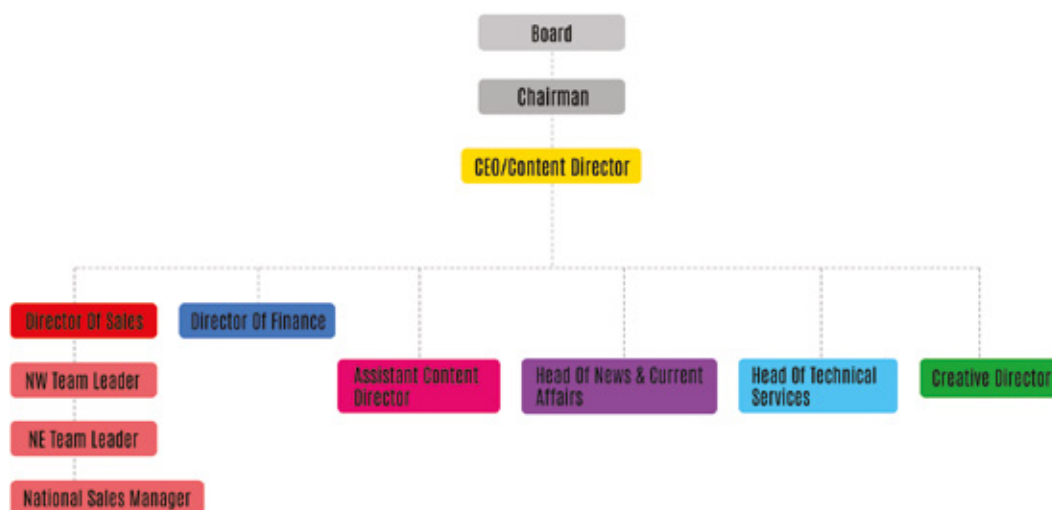 Board
Chairman
CEO/Content Director
Director Of Sales
Director Of Finance
Assistant Content
Director
Head Of News & Current
Affairs
Head Of Technical
Services
Creative Director
NW Team Leader
NE Team Leader
National Sales Manager